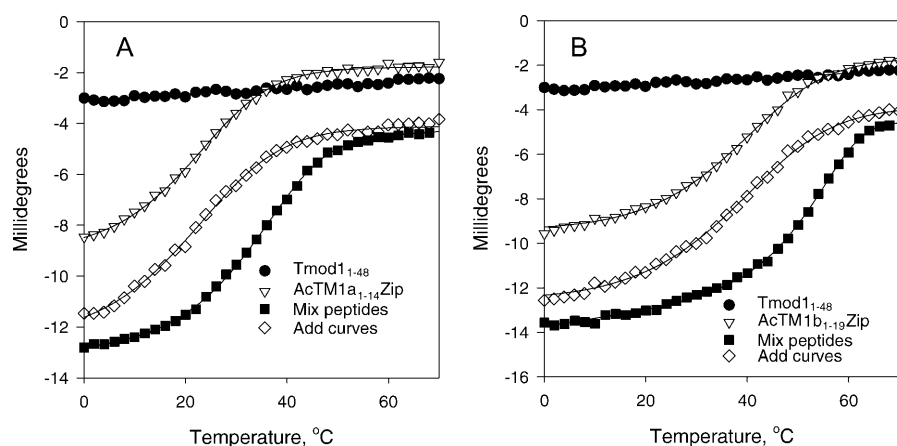 A
0
-2
-4
-6
-8
-10
-12
-14
Millidegrees
0 20 40 60
Temperature, °C
Tmod1₁₋₄₈
AcTM1a₁₋₁₄Zip
Mix peptides
Add curves
B
0
-2
-4
-6
-8
-10
-12
-14
-16
Millidegrees
0 20 40 60
Temperature, °C
Tmod1₁₋₄₈
AcTM1b₁₋₁₉Zip
Mix peptides
Add curves